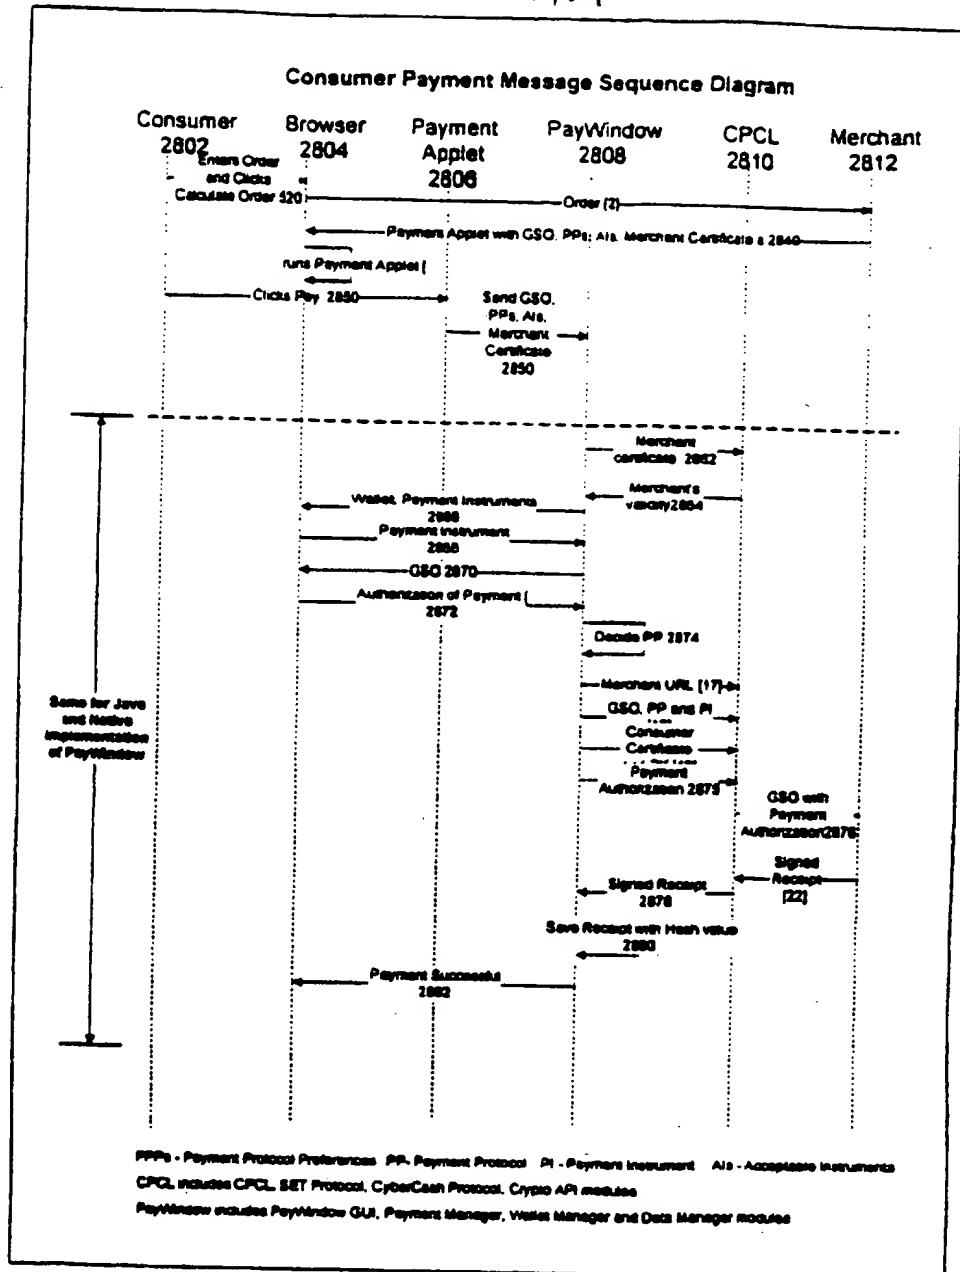 Consumer Payment Message Sequence Diagram
Consumer
2802
Browser
2804
Payment
Applet
2806
PayWindow
2808
CPCL
2810
Merchant
2812
Enters Order
and Clicks
Calculate Order 520
Order [2]
Payment Applet with GSO, PPs; AIs, Merchant Certificate s 2840
runs Payment Applet [
Clicks Pay 2850
Send GSO,
PPs, AIs,
Merchant
Certificate
2850
Merchant
certificate 2862
Merchant's
validity2864
Wallet, Payment Instruments
2866
Payment Instrument
2868
GSO 2870
Authorization of Payment [
2872
Decide PP 2874
Merchant URL [17]
GSO, PP and PI
Consumer
Certificate
Payment
Authorization 2875
GSO with
Payment
Authorization2876
Signed
Receipt
[22]
Signed Receipt
2878
Save Receipt with Hash value
2880
Payment Successful
2882
Same for Java
and Native
Implementation
of PayWindow
PPPs - Payment Protocol Preferences PP- Payment Protocol PI - Payment Instrument AIs - Acceptable Instruments
CPCL includes CPCL, SET Protocol, CyberCash Protocol, Crypto API modules
PayWindow includes PayWindow GUI, Payment Manager, Wallet Manager and Data Manager modules